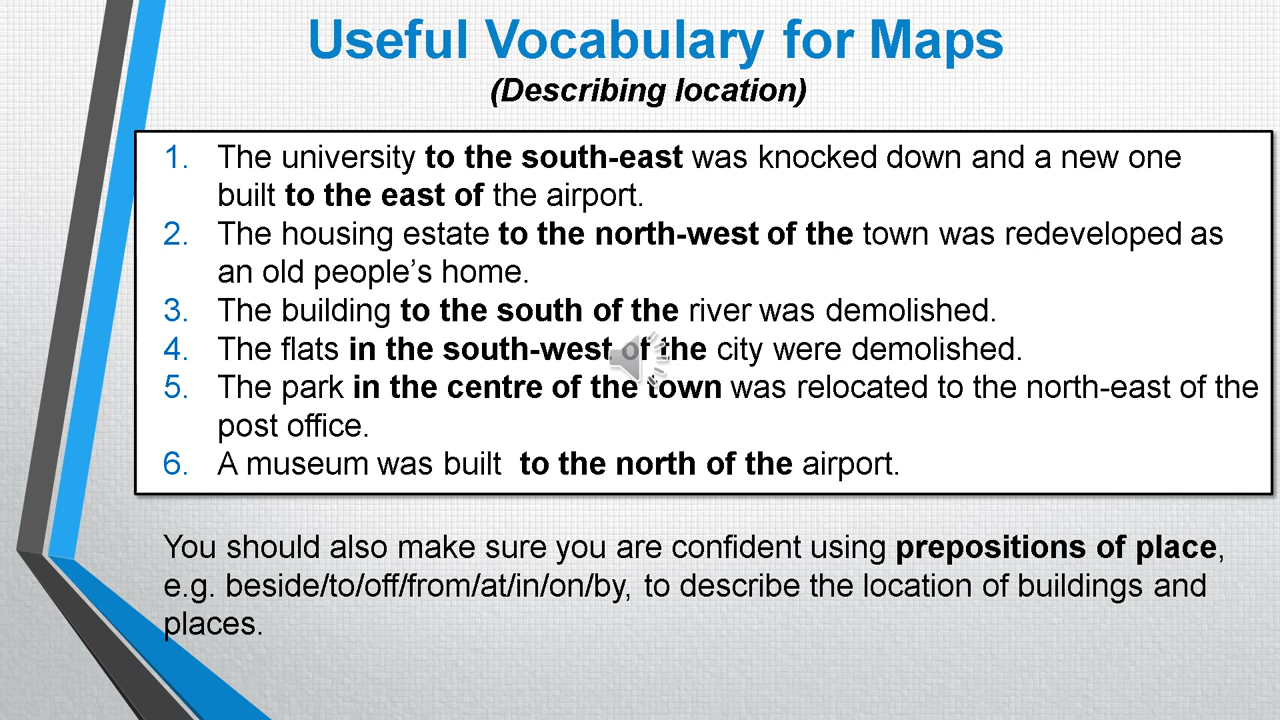 Useful Vocabulary for Maps
(Describing location)
1. The university to the south-east was knocked down and a new one
built to the east of the airport.
2. The housing estate to the north-west of the town was redeveloped as
an old people’s home.
3. The building to the south of the river was demolished.
4. The flats in the south-west of the city were demolished.
5. The park in the centre of the town was relocated to the north-east of the
post office.
6. A museum was built to the north of the airport.
You should also make sure you are confident using prepositions of place,
e.g. beside/to/off/from/at/in/on/by, to describe the location of buildings and
places.